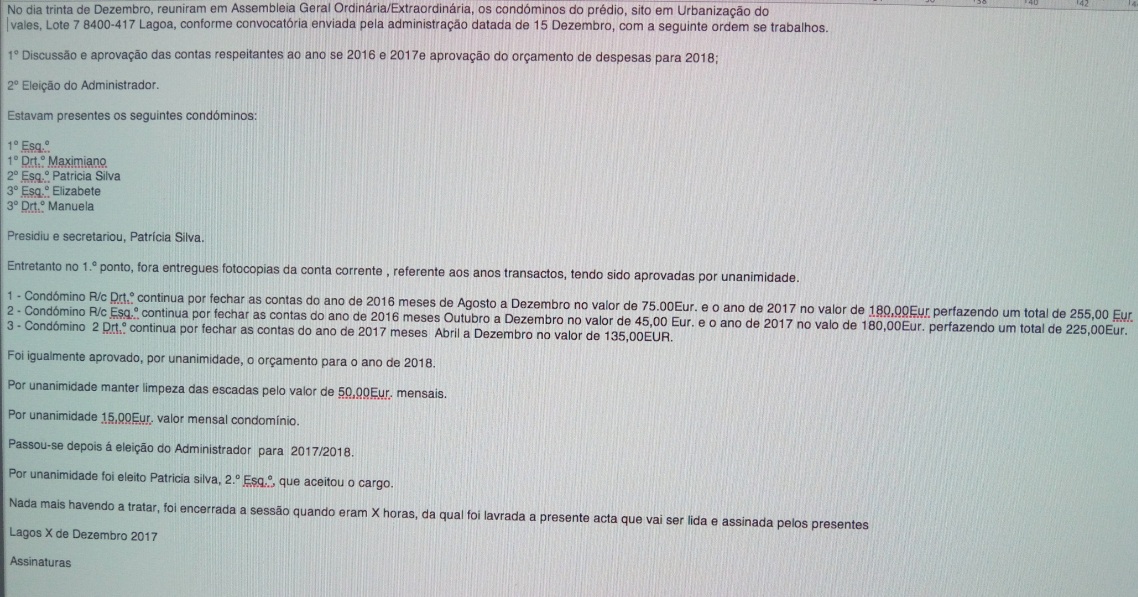 No dia trinta de Dezembro, reuniram em Assembleia Geral Ordinária/Extraordinária, os condóminos do prédio, sito em Urbanização do
vales, Lote 7 8400-417 Lagoa, conforme convocatória enviada pela administração datada de 15 Dezembro, com a seguinte ordem se trabalhos.
1º Discussão e aprovação das contas respeitantes ao ano se 2016 e 2017e aprovação do orçamento de despesas para 2018;
2º Eleição do Administrador.
Estavam presentes os seguintes condóminos:
1º Esq.º
1º Drt.º Maximiano
2º Esq.º Patricia Silva
3º Esq.º Elizabete
3º Drt.º Manuela
Presidiu e secretariou, Patrícia Silva.
Entretanto no 1.º ponto, fora entregues fotocopias da conta corrente , referente aos anos transactos, tendo sido aprovadas por unanimidade.
1 - Condómino R/c Drt.º continua por fechar as contas do ano de 2016 meses de Agosto a Dezembro no valor de 75.00Eur. e o ano de 2017 no valor de 180,00Eur perfazendo um total de 255,00 Eur
2 - Condómino R/c Esq.º continua por fechar as contas do ano de 2016 meses Outubro a Dezembro no valor de 45,00 Eur. e o ano de 2017 no valo de 180,00Eur. perfazendo um total de 225,00Eur.
3 - Condómino 2 Drt.º continua por fechar as contas do ano de 2017 meses Abril a Dezembro no valor de 135,00EUR.
Foi igualmente aprovado, por unanimidade, o orçamento para o ano de 2018.
Por unanimidade manter limpeza das escadas pelo valor de 50,00Eur. mensais.
Por unanimidade 15,00Eur. valor mensal condomínio.
Passou-se depois á eleição do Administrador para 2017/2018.
Por unanimidade foi eleito Patricia silva, 2.º Esq.º, que aceitou o cargo.
Nada mais havendo a tratar, foi encerrada a sessão quando eram X horas, da qual foi lavrada a presente acta que vai ser lida e assinada pelos presentes
Lagos X de Dezembro 2017
Assinaturas